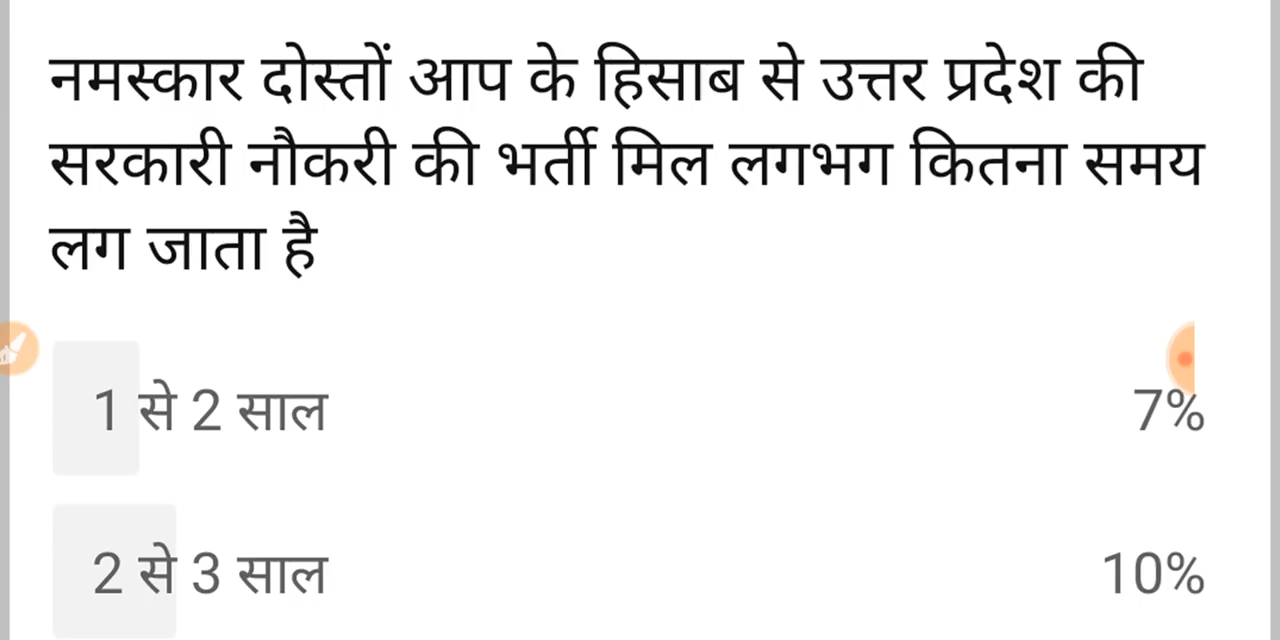 नमस्कार दोस्तों आप के हिसाब से उत्तर प्रदेश की
सरकारी नौकरी की भर्ती मिल लगभग कितना समय
लग जाता है
1 से 2 साल 7%
2 से 3 साल 10%